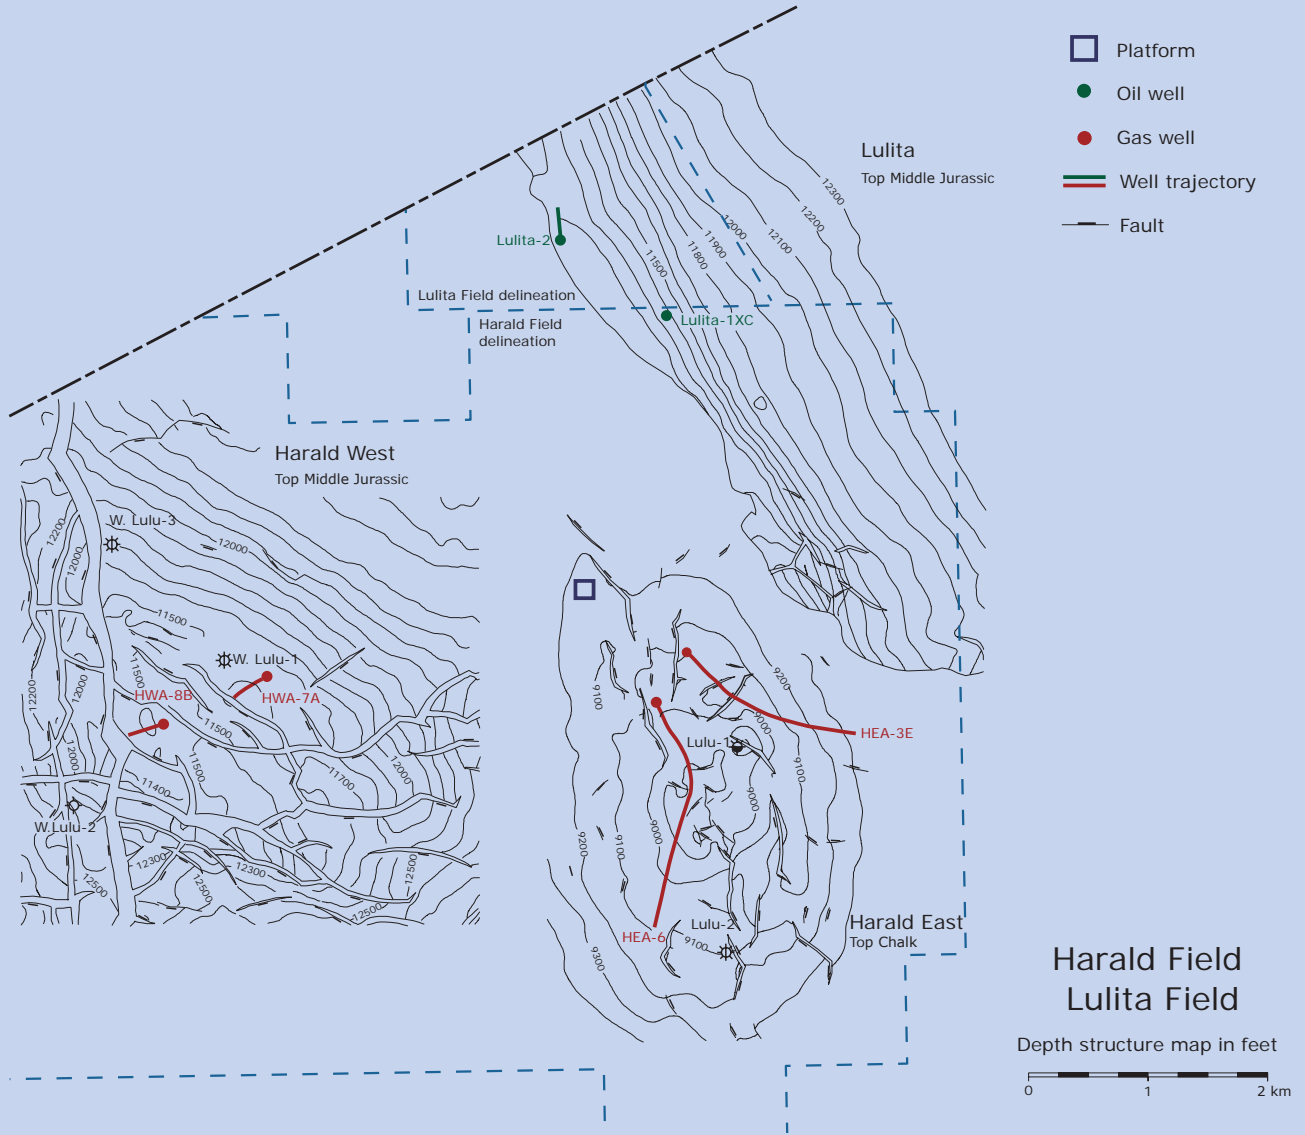 Platform
Oil well
Gas well
Well trajectory
Fault
Lulita
Top Middle Jurassic
12300
12200
12100
12000
11900
11800
11500
Lulita-2
Lulita Field delineation
Harald Field
delineation
Lulita-1XC
Harald West
Top Middle Jurassic
W. Lulu-3
12200
12000
12000
11500
W. Lulu-1
11500
HWA-8B
HWA-7A
12200
12000
11500
12000
11500
11700
12000
11400
W.Lulu-2
12300
12300
12500
12500
12500
12500
9100
9200
9000
HEA-3E
Lulu-1
9100
9000
9000
9200
9100
Lulu-2
HEA-6
9100
9300
Harald East
Top Chalk
Harald Field
Lulita Field
Depth structure map in feet
0 1 2 km